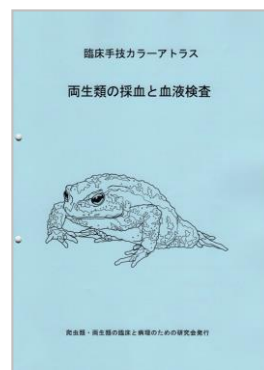 臨床手技カラーアトラス
両生類の採血と血液検査
爬虫類・両生類の臨床と病理のための研究会発行